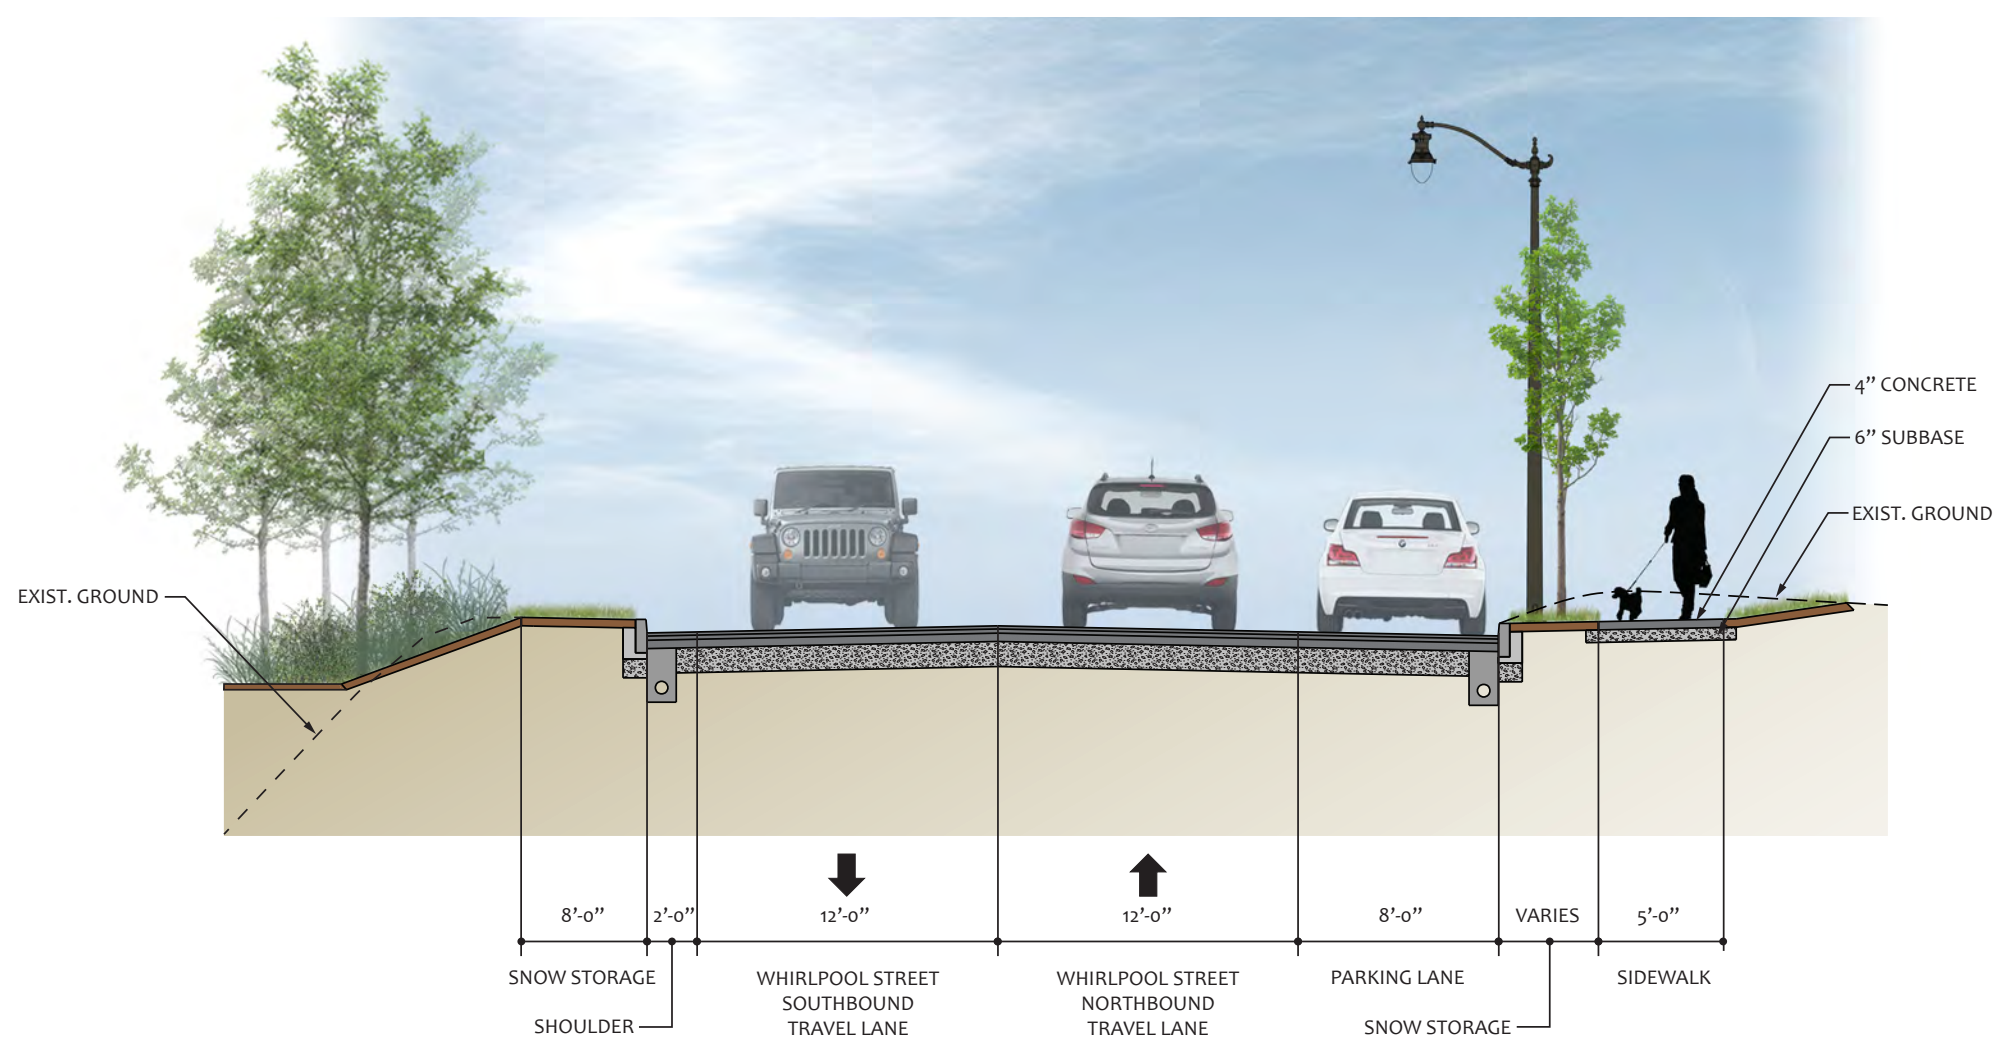 4” CONCRETE
6” SUBBASE
EXIST. GROUND
EXIST. GROUND
8’-0” 2’-0” 12’-0” 12’-0” 8’-0” VARIES 5’-0”
SNOW STORAGE
SHOULDER
WHIRLPOOL STREET
SOUTHBOUND
TRAVEL LANE
WHIRLPOOL STREET
NORTHBOUND
TRAVEL LANE
PARKING LANE
SNOW STORAGE
SIDEWALK